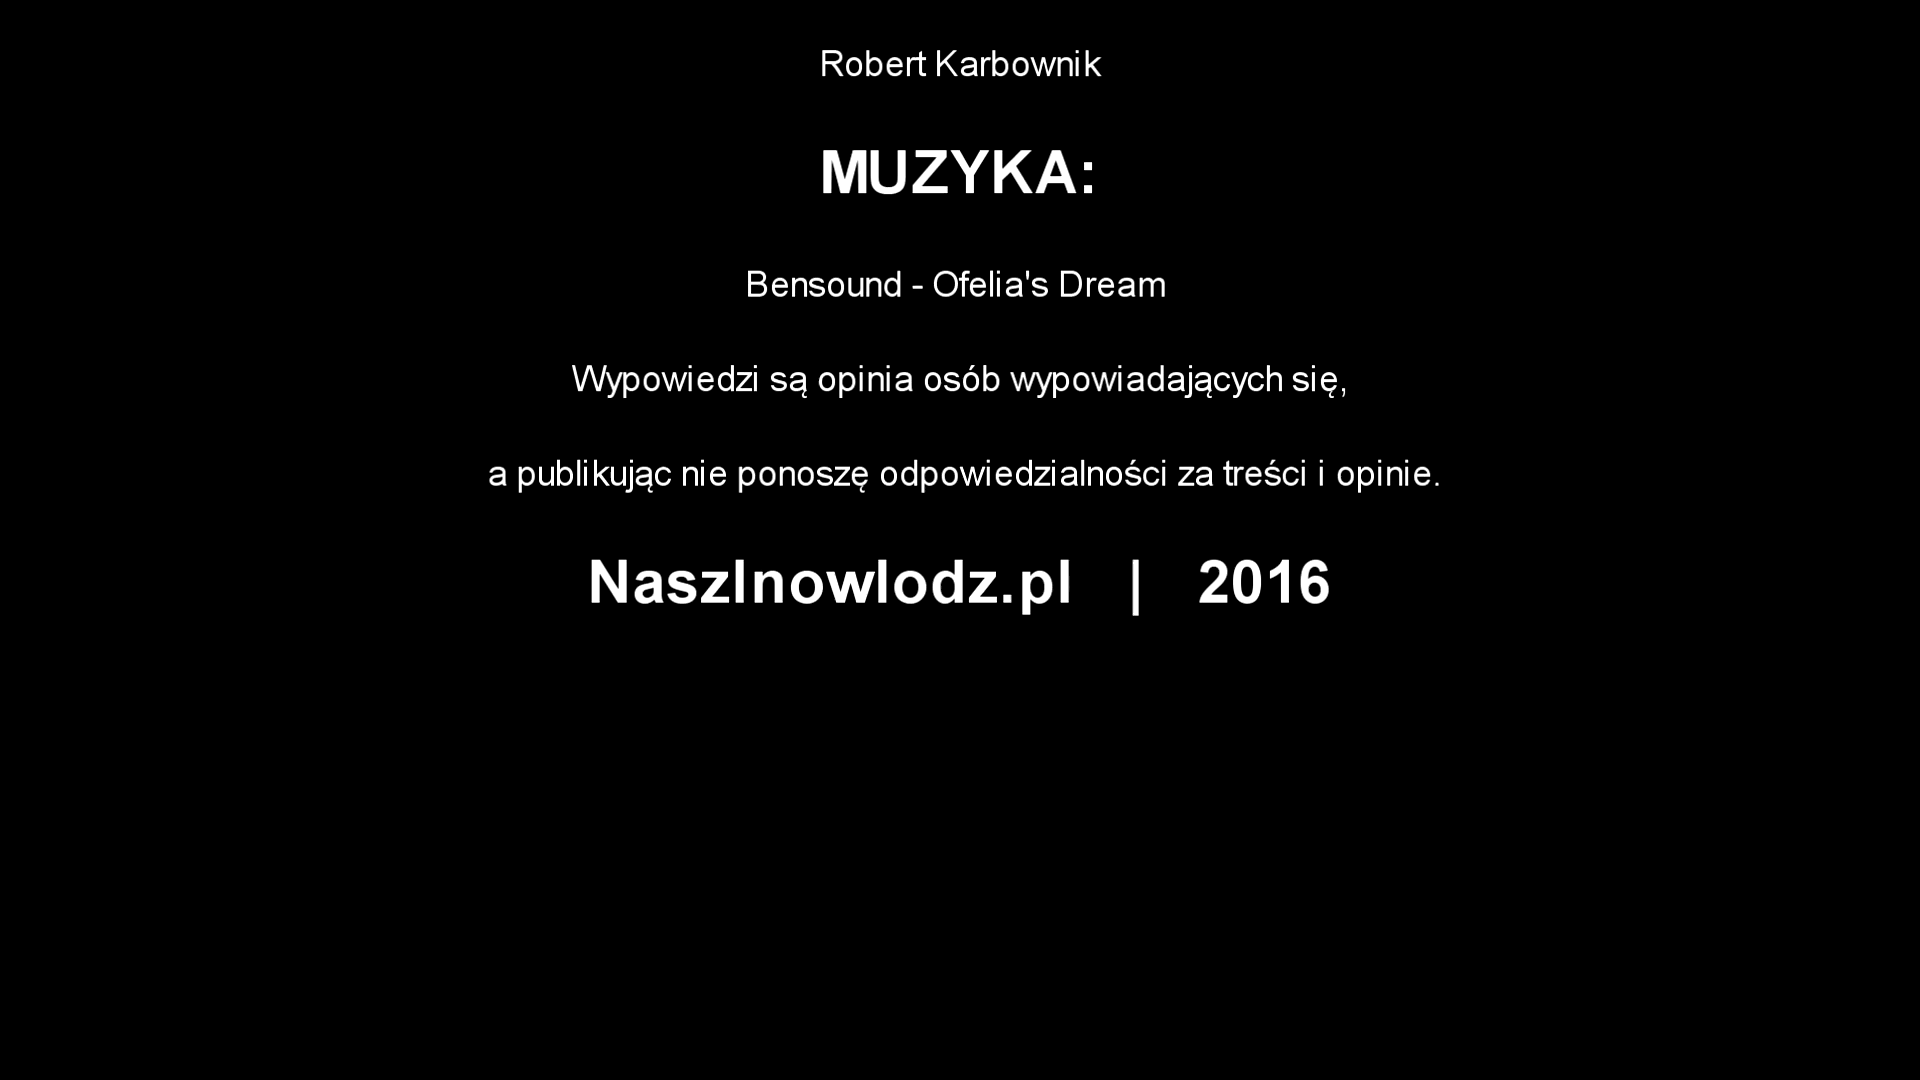 Robert Karbownik
MUZYKA:
Bensound - Ofelia's Dream
Wypowiedzi są opinia osób wypowiadających się,
a publikując nie ponoszę odpowiedzialności za treści i opinie.
NaszInowlodz.pl | 2016